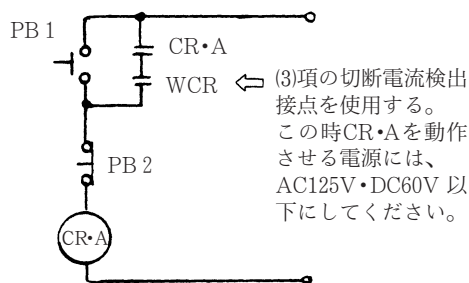 PB 1
CR•A
WCR
⇦ (3)項の切断電流検出
接点を使用する。
この時CR•Aを動作
させる電源には、
AC125V•DC60V 以
下にしてください。
PB 2
CR•A